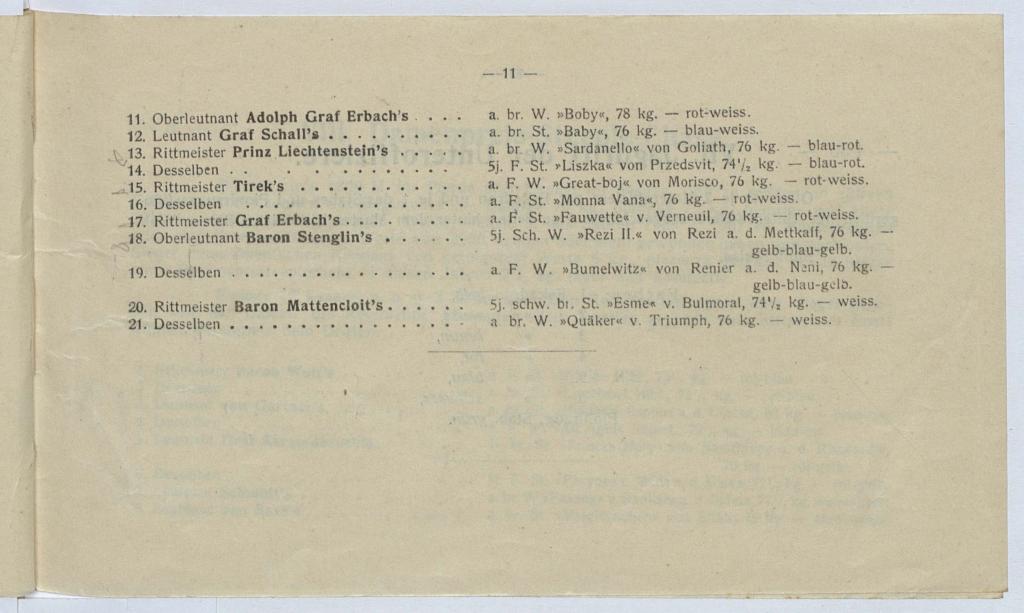 — 11 —
11. Oberleutnant Adolph Graf Erbach's . . . . a. br. W. »Boby«, 78 kg. — rot-weiss.
12. Leutnant Graf Schall's . . . . . . . . . . a. br. St. »Baby«, 76 kg. — blau-weiss.
13. Rittmeister Prinz Liechtenstein's . . . . . a. br. W. »Sardanello« von Goliath, 76 kg. — blau-rot.
14. Desselben . . . . . . . . . . . 5j. F. St. »Liszka« von Przedsvit, 74¹/₂ kg. — blau-rot.
15. Rittmeister Tirek's . . . . . . . . . . . a. F. W. »Great-boj« von Morisco, 76 kg. — rot-weiss.
16. Desselben . . . . . . . . . . . a. F. St. »Monna Vana«, 76 kg. — rot-weiss.
17. Rittmeister Graf Erbach's . . . . . . . . . a. F. St. »Fauwette« v. Verneuil, 76 kg. — rot-weiss.
18. Oberleutnant Baron Stenglin's . . . . . . 5j. Sch. W. »Rezi II.« von Rezi a. d. Mettkaff, 76 kg. —
gelb-blau-gelb.
19. Desselben . . . . . . . . . . . . . . . . . a. F. W. »Bumelwitz« von Renier a. d. Neni, 76 kg. —
gelb-blau-gelb.
20. Rittmeister Baron Mattencloit's . . . . . . 5j. schw. br. St. »Esme« v. Bulmoral, 74¹/₂ kg. — weiss.
21. Desselben . . . . . . . . . . . . . . . . . a br. W. »Quäker« v. Triumph, 76 kg. — weiss.